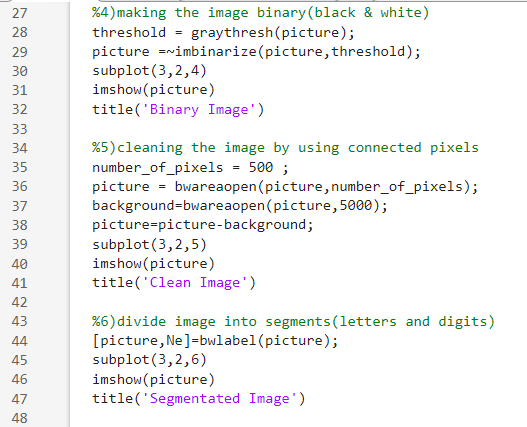 27 %4)making the image binary(black & white)
28 threshold = graythresh(picture);
29 picture =~imbinarize(picture,threshold);
30 subplot(3,2,4)
31 imshow(picture)
32 title('Binary Image')
33
34 %5)cleaning the image by using connected pixels
35 number_of_pixels = 500 ;
36 picture = bwareaopen(picture,number_of_pixels);
37 background=bwareaopen(picture,5000);
38 picture=picture-background;
39 subplot(3,2,5)
40 imshow(picture)
41 title('Clean Image')
42
43 %6)divide image into segments(letters and digits)
44 [picture,Ne]=bwlabel(picture);
45 subplot(3,2,6)
46 imshow(picture)
47 title('Segmentated Image')
48